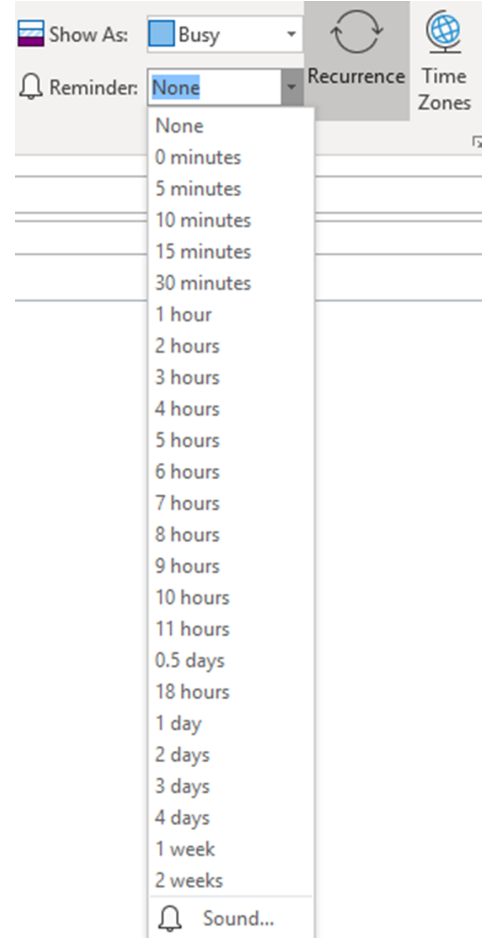 Show As: Busy
Reminder: None
Recurrence
Time
Zones
None
0 minutes
5 minutes
10 minutes
15 minutes
30 minutes
1 hour
2 hours
3 hours
4 hours
5 hours
6 hours
7 hours
8 hours
9 hours
10 hours
11 hours
0.5 days
18 hours
1 day
2 days
3 days
4 days
1 week
2 weeks
Sound...